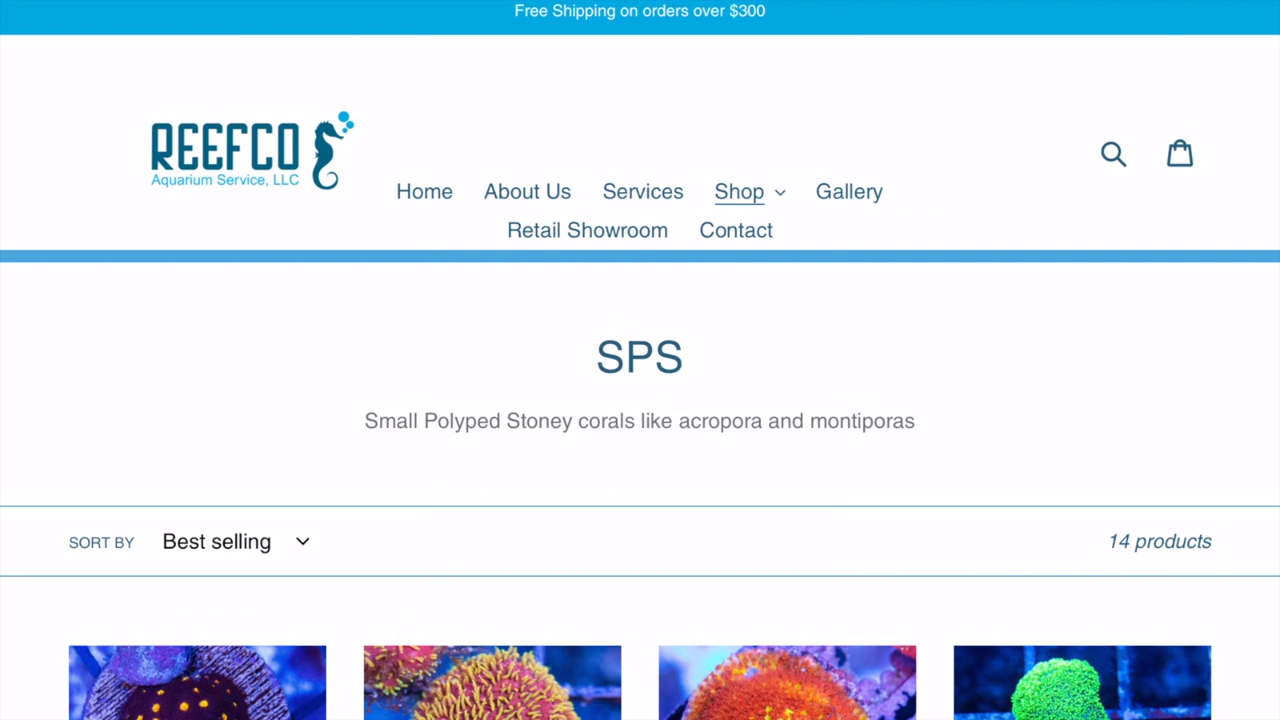 Free Shipping on orders over $300
REEFCO
Aquarium Service, LLC
Home About Us Services Shop Gallery
Retail Showroom Contact
SPS
Small Polyped Stoney corals like acropora and montiporas
SORT BY Best selling 14 products